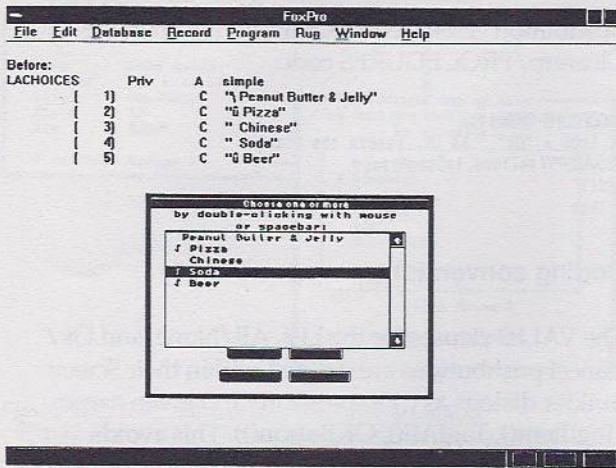 FoxPro
File Edit Database Record Program Run Window Help
Before:
LACHOICES Priv A simple
[ 1] C "\ Peanut Butter & Jelly"
[ 2] C "û Pizza"
[ 3] C " Chinese"
[ 4] C " Soda"
[ 5] C "û Beer"
Choose one or more
by double-clicking with mouse
or spacebar:
Peanut Butter & Jelly
√ Pizza
Chinese
√ Soda
√ Beer